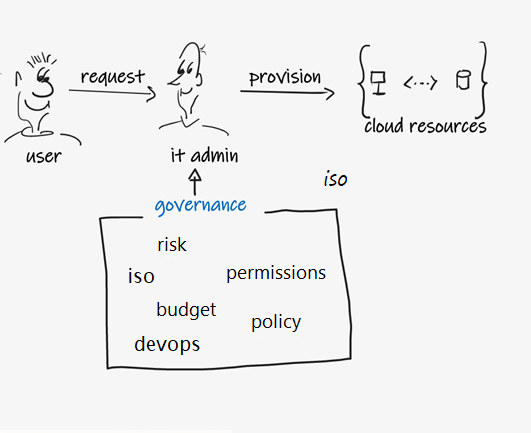 request
provision
cloud resources
user
it admin
iso
governance
risk
iso
permissions
budget
policy
devops